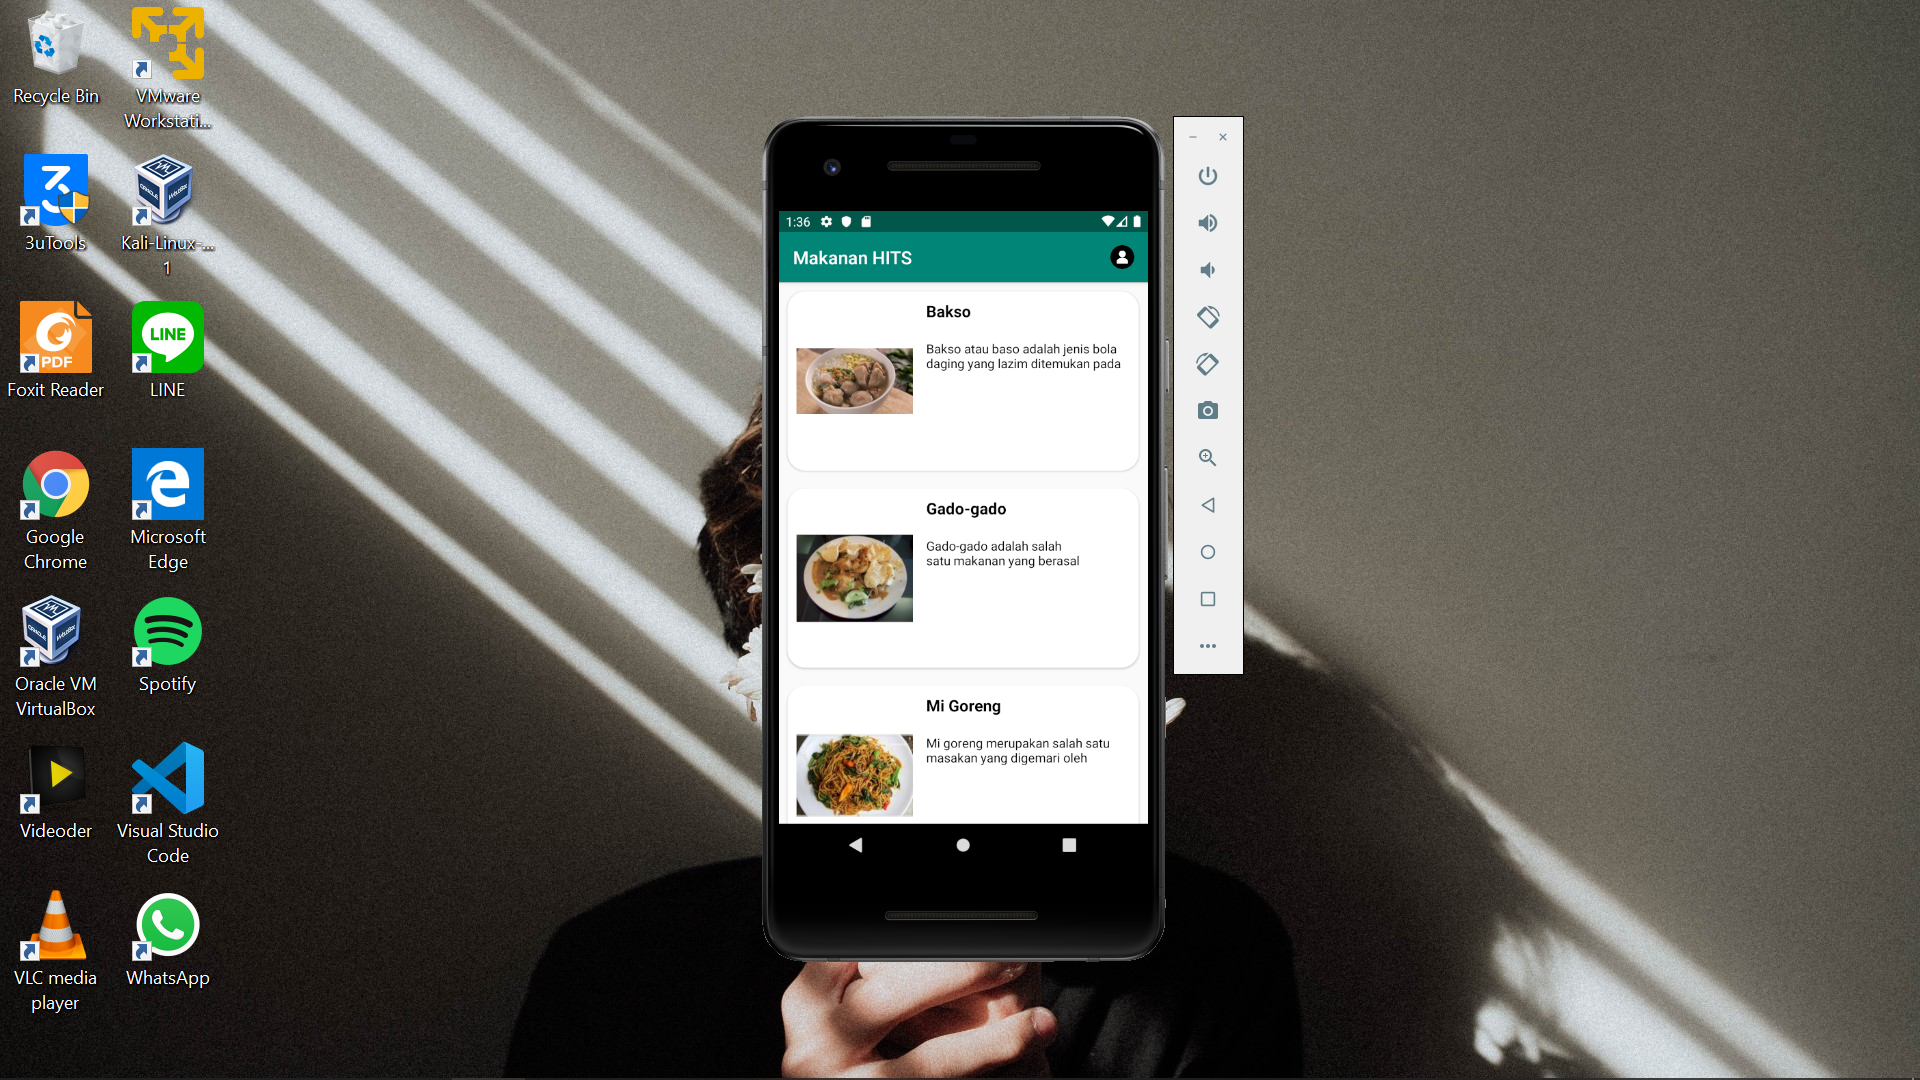 Recycle Bin
VMware
Workstati...
3uTools
Kali-Linux-...
1
PDF
Foxit Reader
LINE
LINE
Google
Chrome
Microsoft
Edge
Oracle VM
VirtualBox
Spotify
Videoder
Visual Studio
Code
VLC media
player
WhatsApp
1:36
Makanan HITS
Bakso
Bakso atau baso adalah jenis bola
daging yang lazim ditemukan pada
Gado-gado
Gado-gado adalah salah
satu makanan yang berasal
Mi Goreng
Mi goreng merupakan salah satu
masakan yang digemari oleh